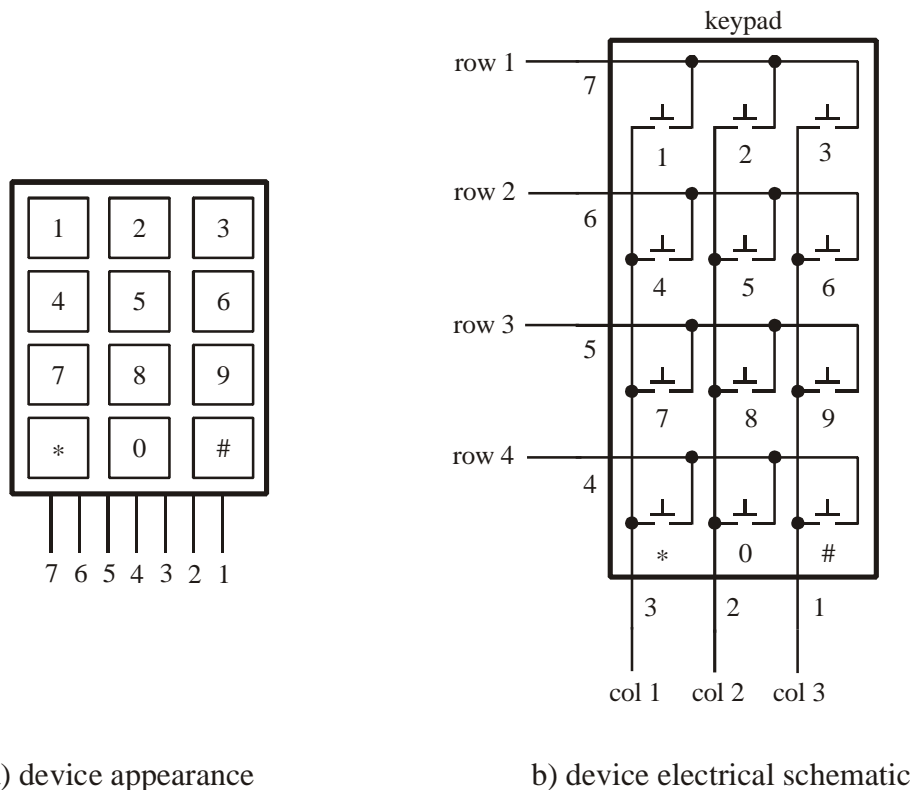 1 2 3
4 5 6
7 8 9
* 0 #
7 6 5 4 3 2 1
) device appearance
keypad
row 1
7
1 2 3
row 2
6
4 5 6
row 3
5
7 8 9
row 4
4
* 0 #
3 2 1
col 1 col 2 col 3
b) device electrical schematic